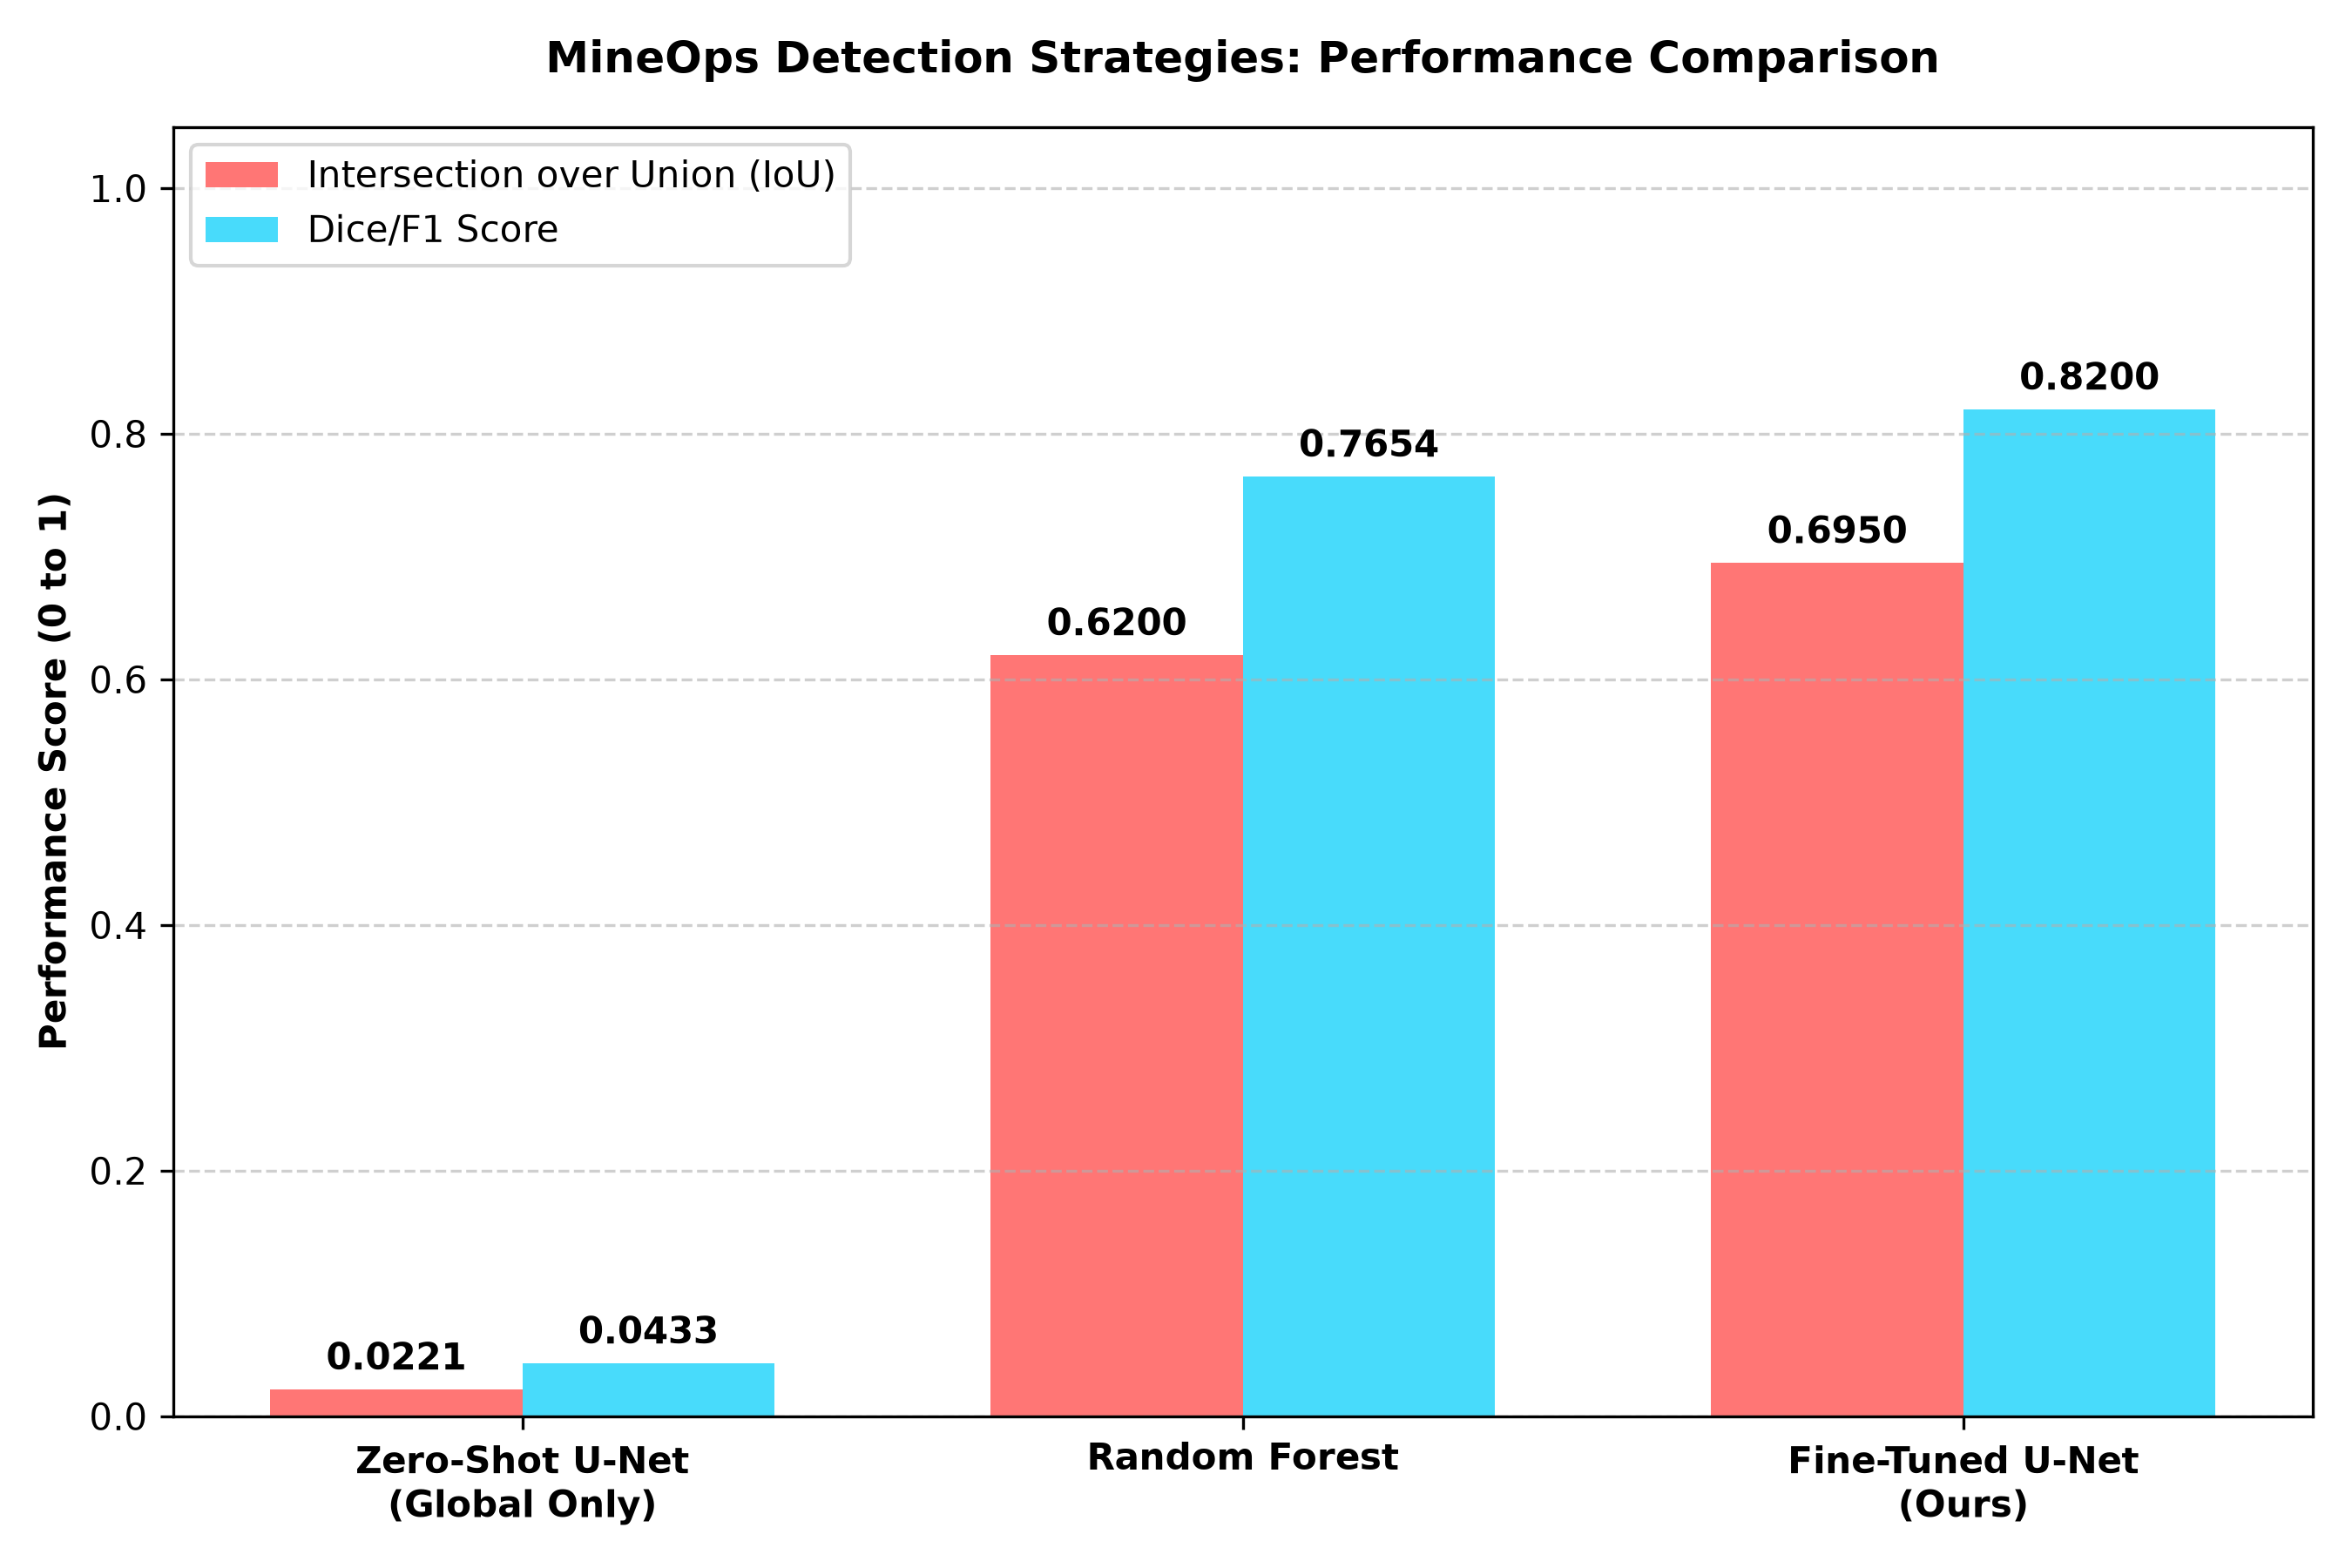 MineOps Detection Strategies: Performance Comparison
Intersection over Union (IoU)
Dice/F1 Score
Performance Score (0 to 1)
1.0
0.8
0.6
0.4
0.2
0.0
0.0221
0.0433
0.6200
0.7654
0.6950
0.8200
Zero-Shot U-Net
(Global Only)
Random Forest
Fine-Tuned U-Net
(Ours)